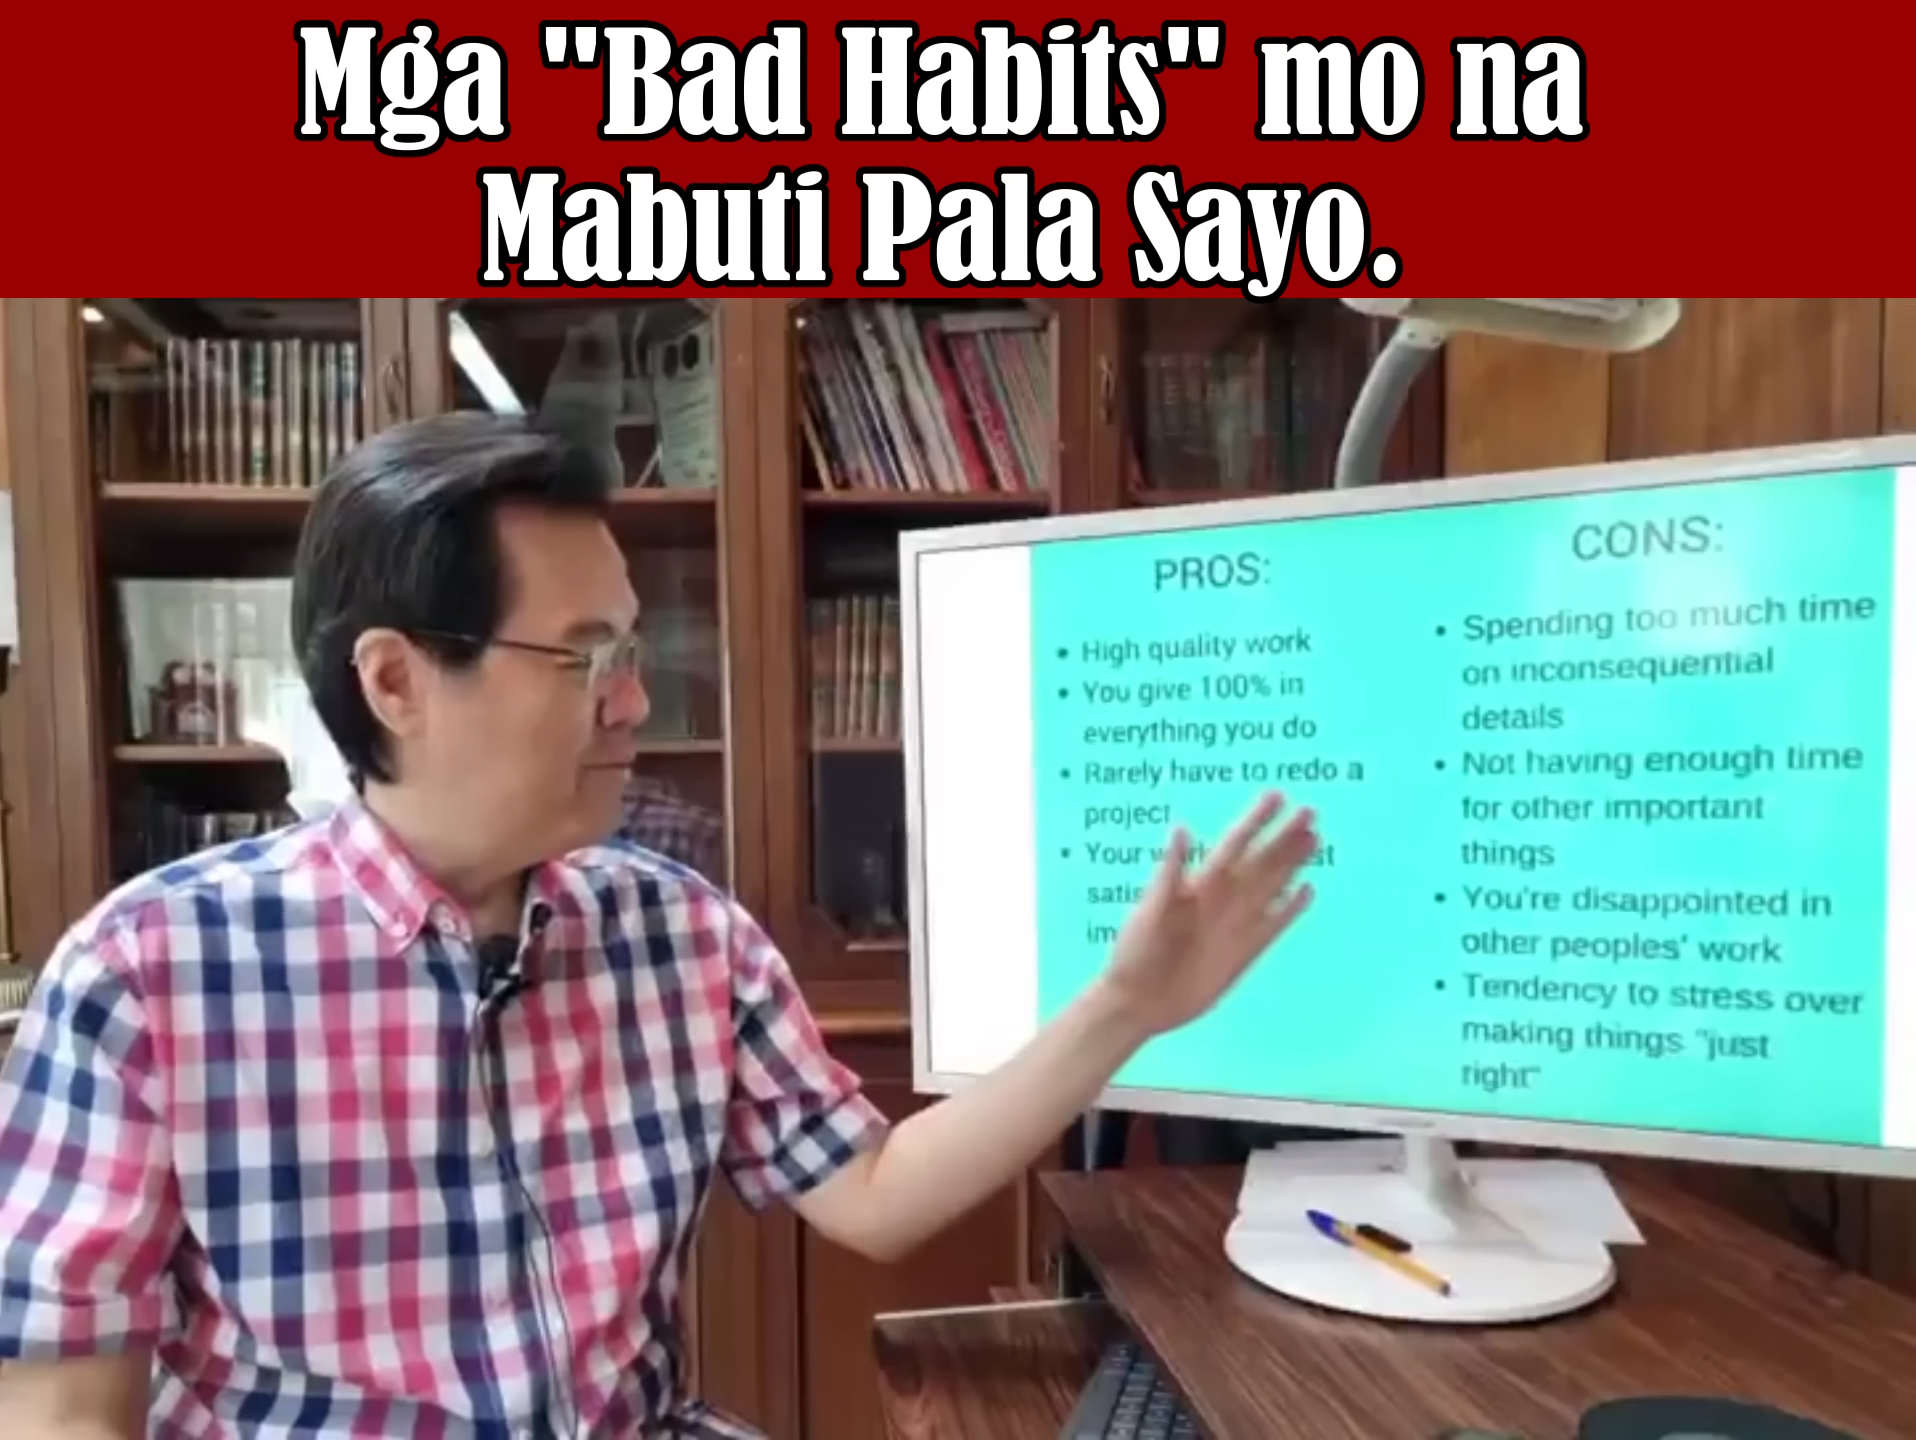 Mga "Bad Habits" mo na
Mabuti Pala Sayo.
PROS:
• High quality work
• You give 100% in
everything you do
• Rarely have to redo a
project
• Your
CONS:
• Spending too much time
on inconsequential
details
• Not having enough time
for other important
things
• You're disappointed in
other peoples' work
• Tendency to stress over
making things "just
right"